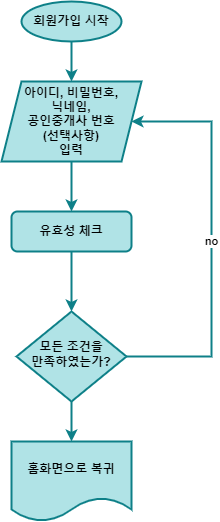 회원가입 시작
아이디, 비밀번호,
닉네임,
공인중개사 번호
(선택사항)
입력
유효성 체크
no
모든 조건을
만족하였는가?
홈화면으로 복귀